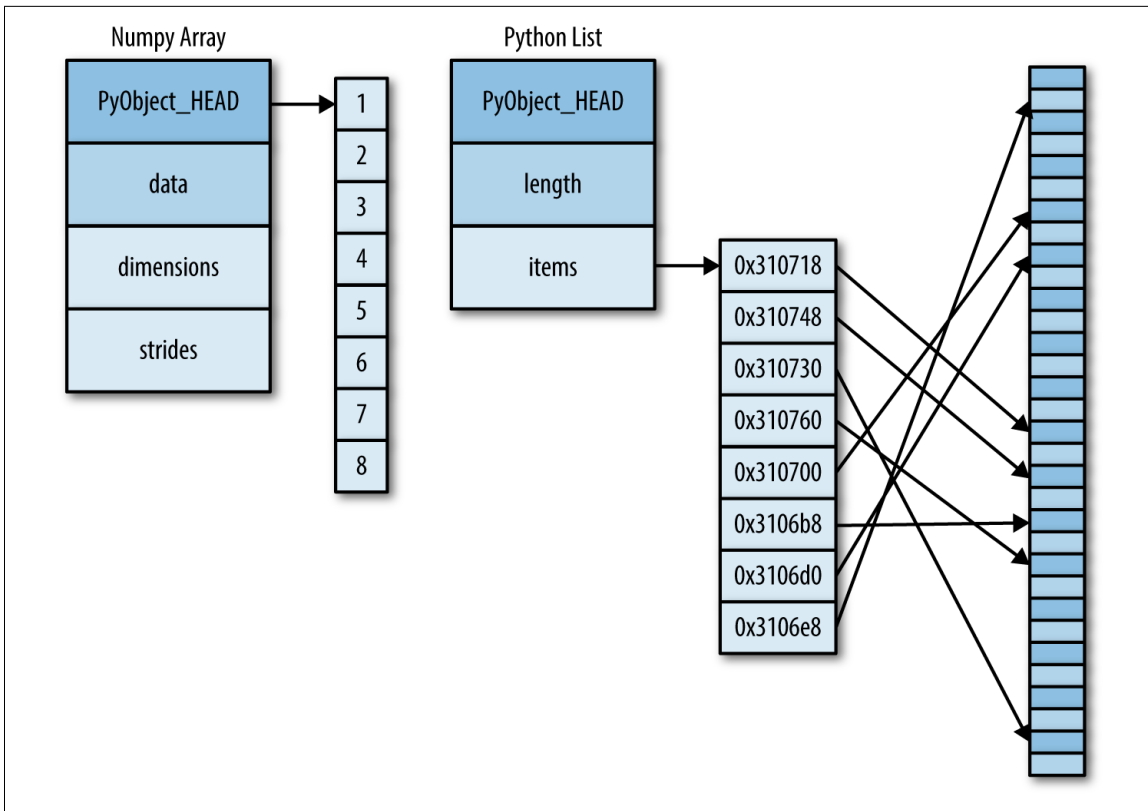 Numpy Array
PyObject_HEAD
data
dimensions
strides
1
2
3
4
5
6
7
8
Python List
PyObject_HEAD
length
items
0x310718
0x310748
0x310730
0x310760
0x310700
0x3106b8
0x3106d0
0x3106e8